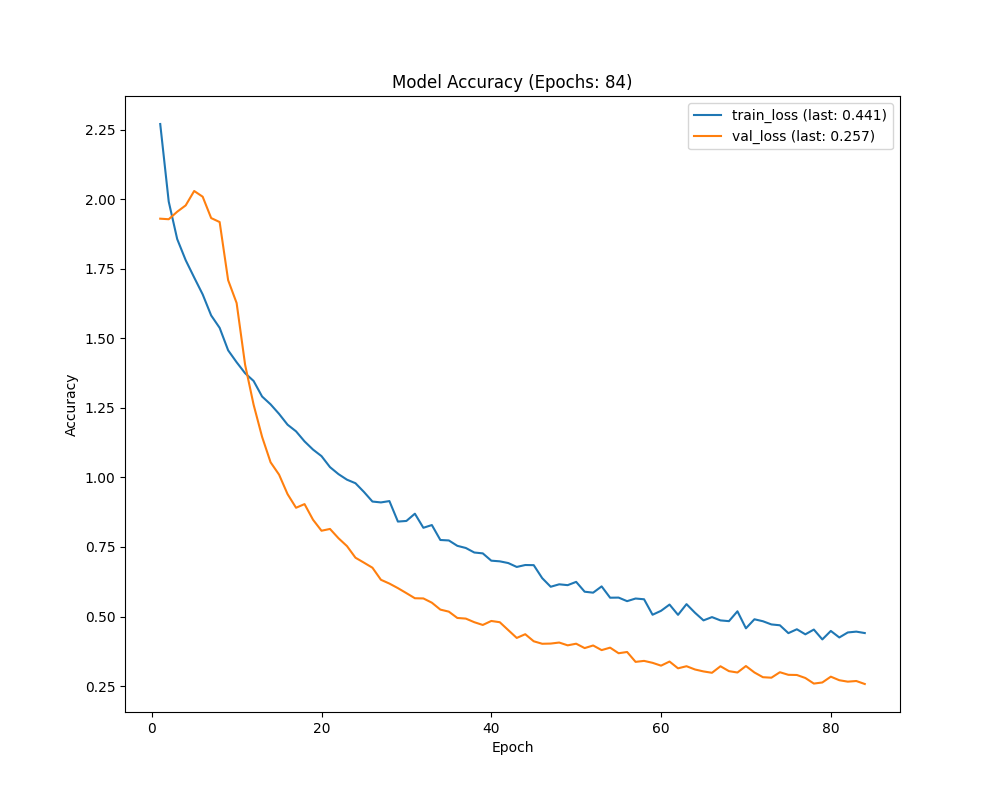 Model Accuracy (Epochs: 84)
train_loss (last: 0.441)
val_loss (last: 0.257)
2.25
2.00
1.75
1.50
1.25
1.00
0.75
0.50
0.25
Accuracy
0
20
40
60
80
Epoch